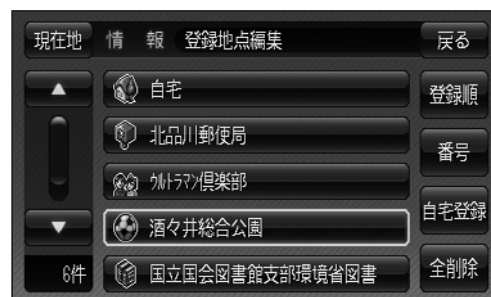 現在地 情報 登録地点編集 戻る
自宅 登録順
北品川郵便局 番号
ウルトラマン倶楽部
酒々井総合公園 自宅登録
6件 国立国会図書館支部環境省図書 全削除